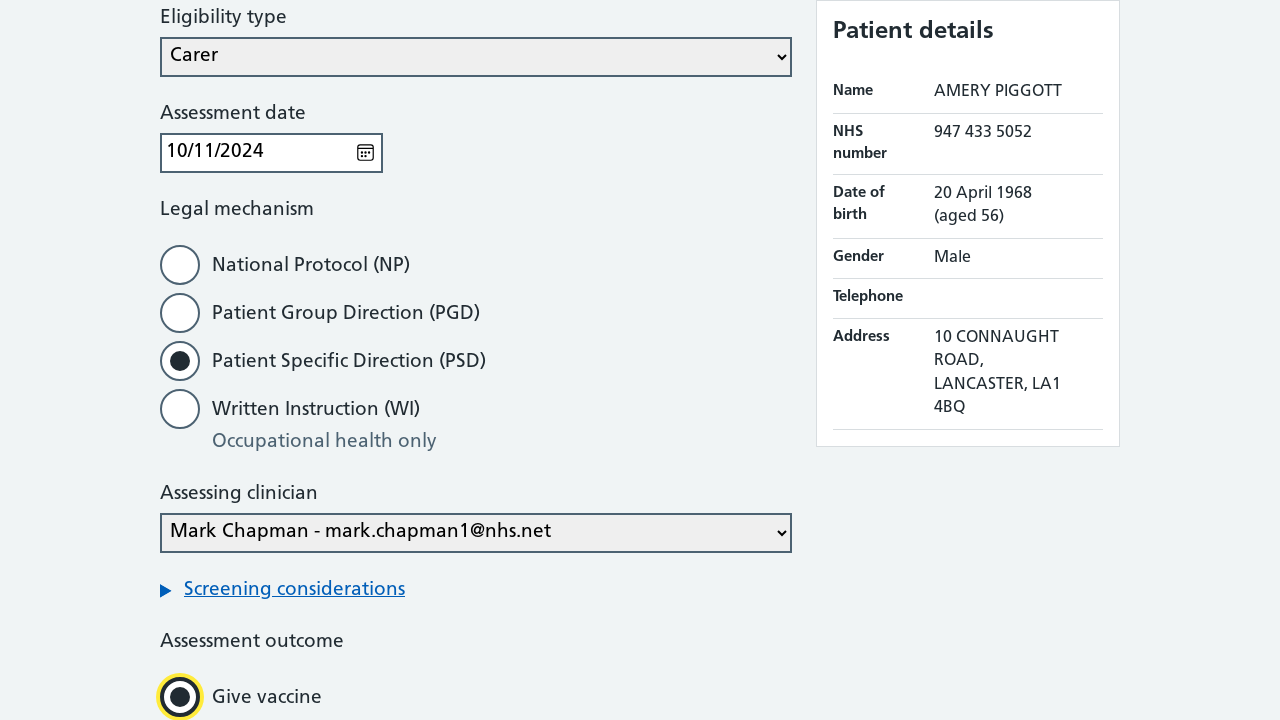 Eligibility type
Carer
Assessment date
10/11/2024
Legal mechanism
National Protocol (NP)
Patient Group Direction (PGD)
Patient Specific Direction (PSD)
Written Instruction (WI)
Occupational health only
Assessing clinician
Mark Chapman - mark.chapman1@nhs.net
Screening considerations
Assessment outcome
Give vaccine
Patient details
Name AMERY PIGGOTT
NHS number 947 433 5052
Date of birth 20 April 1968
(aged 56)
Gender Male
Telephone
Address 10 CONNAUGHT
ROAD,
LANCASTER, LA1
4BQ